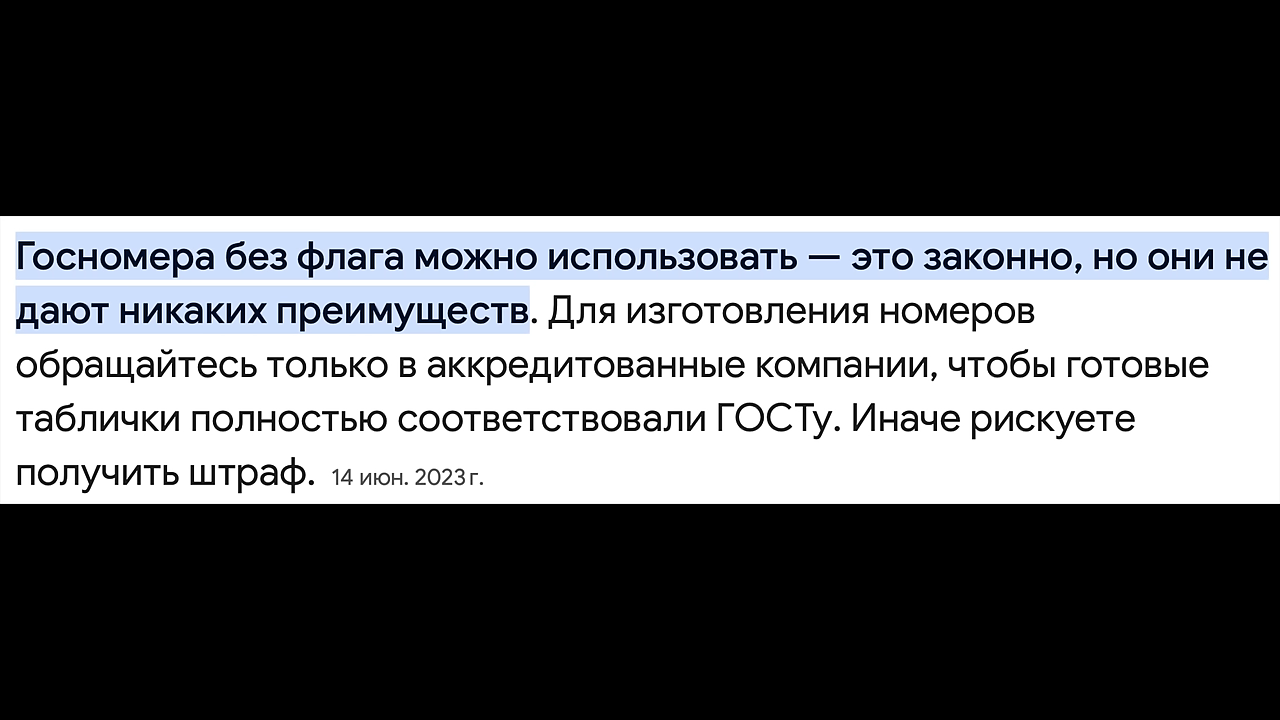 Госномера без флага можно использовать — это законно, но они не
дают никаких преимуществ. Для изготовления номеров
обращайтесь только в аккредитованные компании, чтобы готовые
таблички полностью соответствовали ГОСТу. Иначе рискуете
получить штраф. 14 июн. 2023 г.